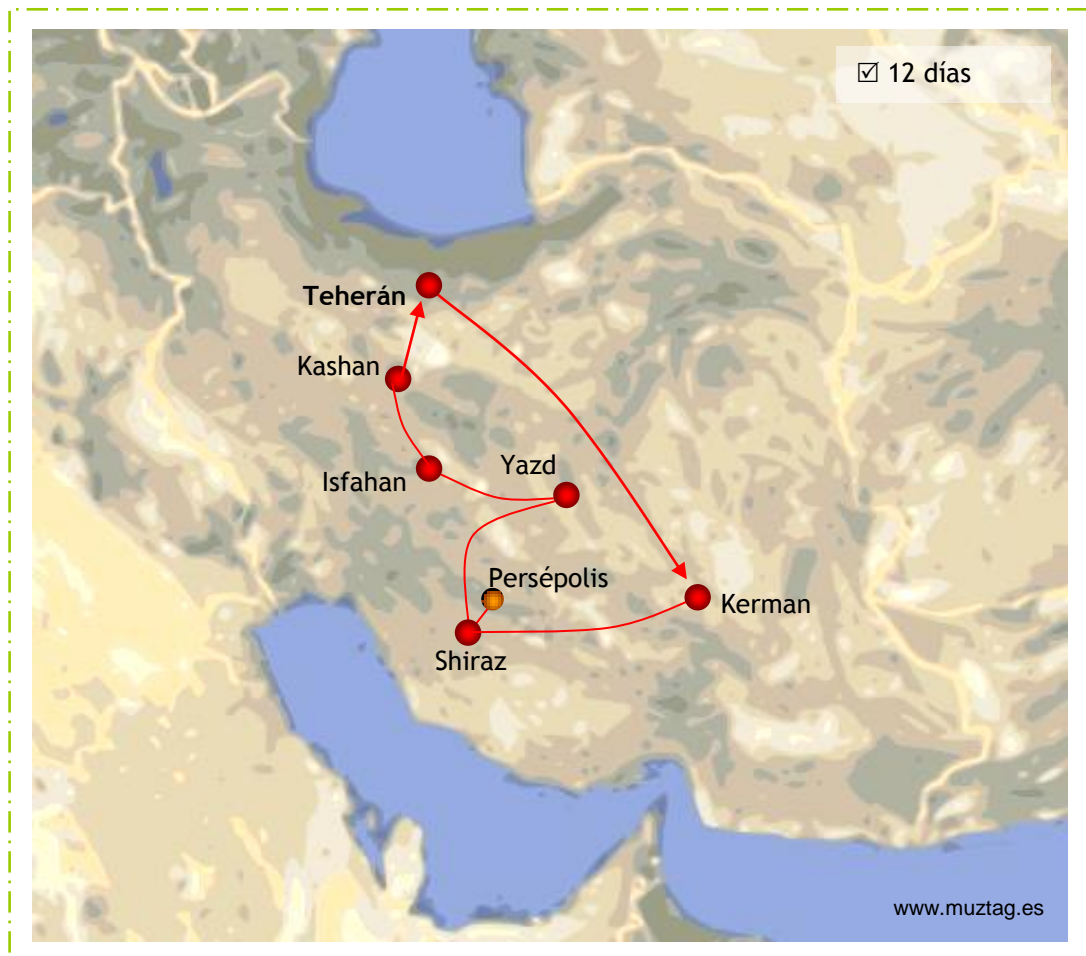 ☑ 12 días
Teherán
Kashan
Isfahan
Yazd
Persépolis
Kerman
Shiraz
www.muztag.es